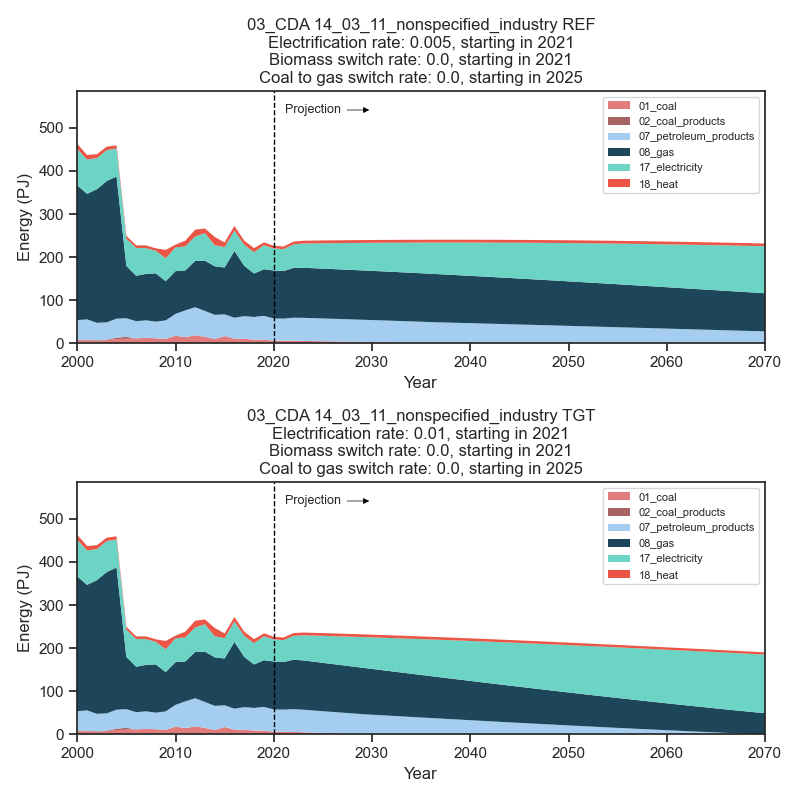 03_CDA 14_03_11_nonspecified_industry REF
Electrification rate: 0.005, starting in 2021
Biomass switch rate: 0.0, starting in 2021
Coal to gas switch rate: 0.0, starting in 2025
Projection
01_coal
02_coal_products
07_petroleum_products
08_gas
17_electricity
18_heat
Energy (PJ)
500
400
300
200
100
0
2000 2010 2020 2030 2040 2050 2060 2070
Year
03_CDA 14_03_11_nonspecified_industry TGT
Electrification rate: 0.01, starting in 2021
Biomass switch rate: 0.0, starting in 2021
Coal to gas switch rate: 0.0, starting in 2025
Projection
01_coal
02_coal_products
07_petroleum_products
08_gas
17_electricity
18_heat
Energy (PJ)
500
400
300
200
100
0
2000 2010 2020 2030 2040 2050 2060 2070
Year